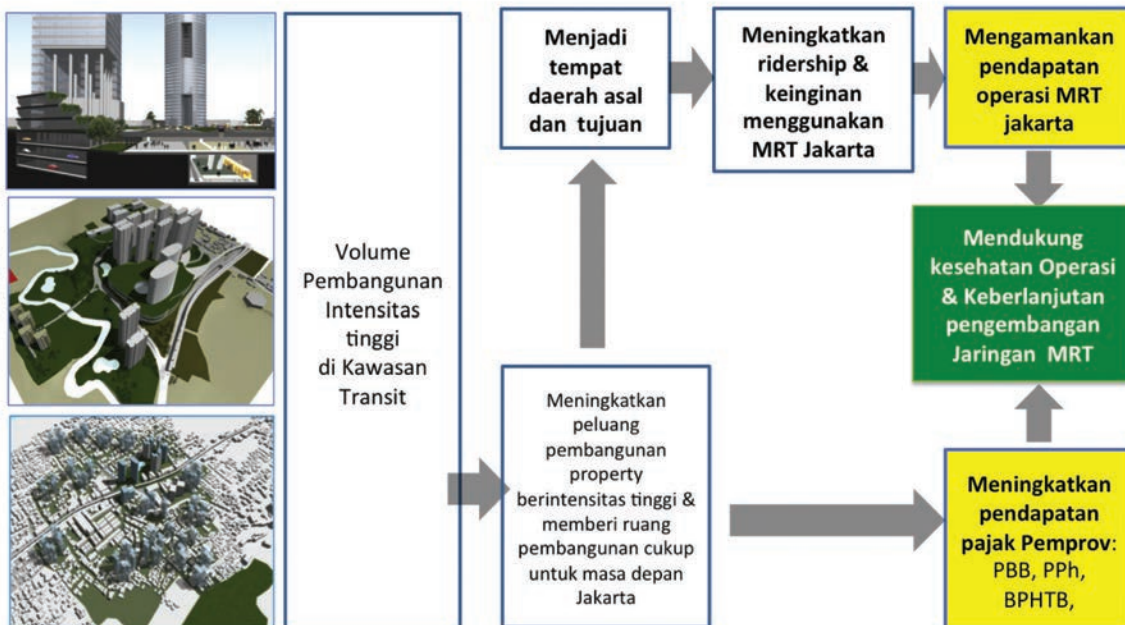 Volume
Pembangunan
Intensitas
tinggi
di Kawasan
Transit
Meningkatkan
peluang
pembangunan
property
berintensitas tinggi &
memberi ruang
pembangunan cukup
untuk masa depan
Jakarta
Menjadi
tempat
daerah asal
dan tujuan
Meningkatkan
ridership &
keinginan
menggunakan
MRT Jakarta
Mengamankan
pendapatan
operasi MRT
jakarta
Mendukung
kesehatan Operasi
& Keberlanjutan
pengembangan
Jaringan MRT
Meningkatkan
pendapatan
pajak Pemprov:
PBB, PPh,
BPHTB,